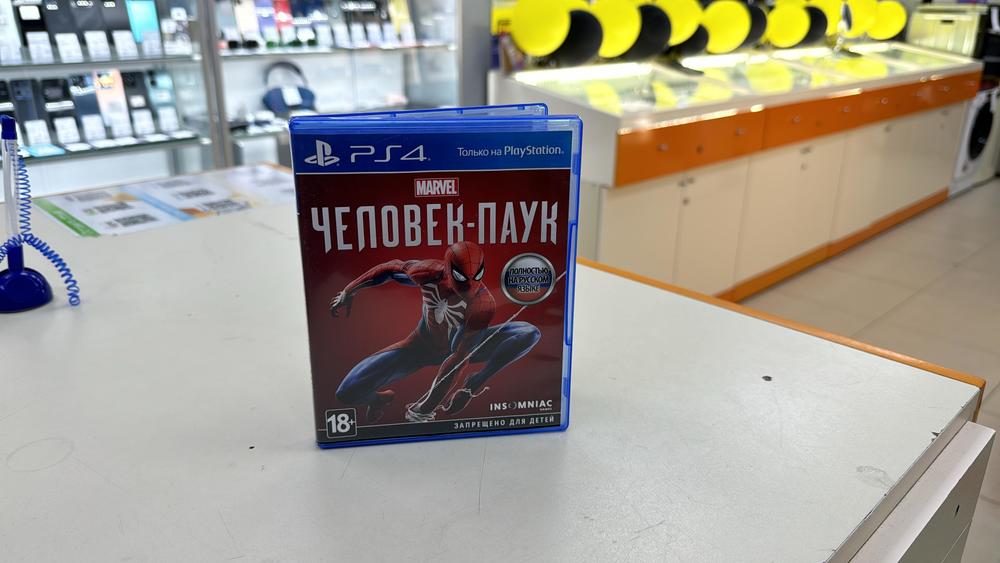 PS4
Только на PlayStation.
MARVEL
ЧЕЛОВЕК-ПАУК
ПОЛНОСТЬЮ
НА РУССКОМ
ЯЗЫКЕ
INSOMNIAC
GAMES
18+
ЗАПРЕЩЕНО ДЛЯ ДЕТЕЙ